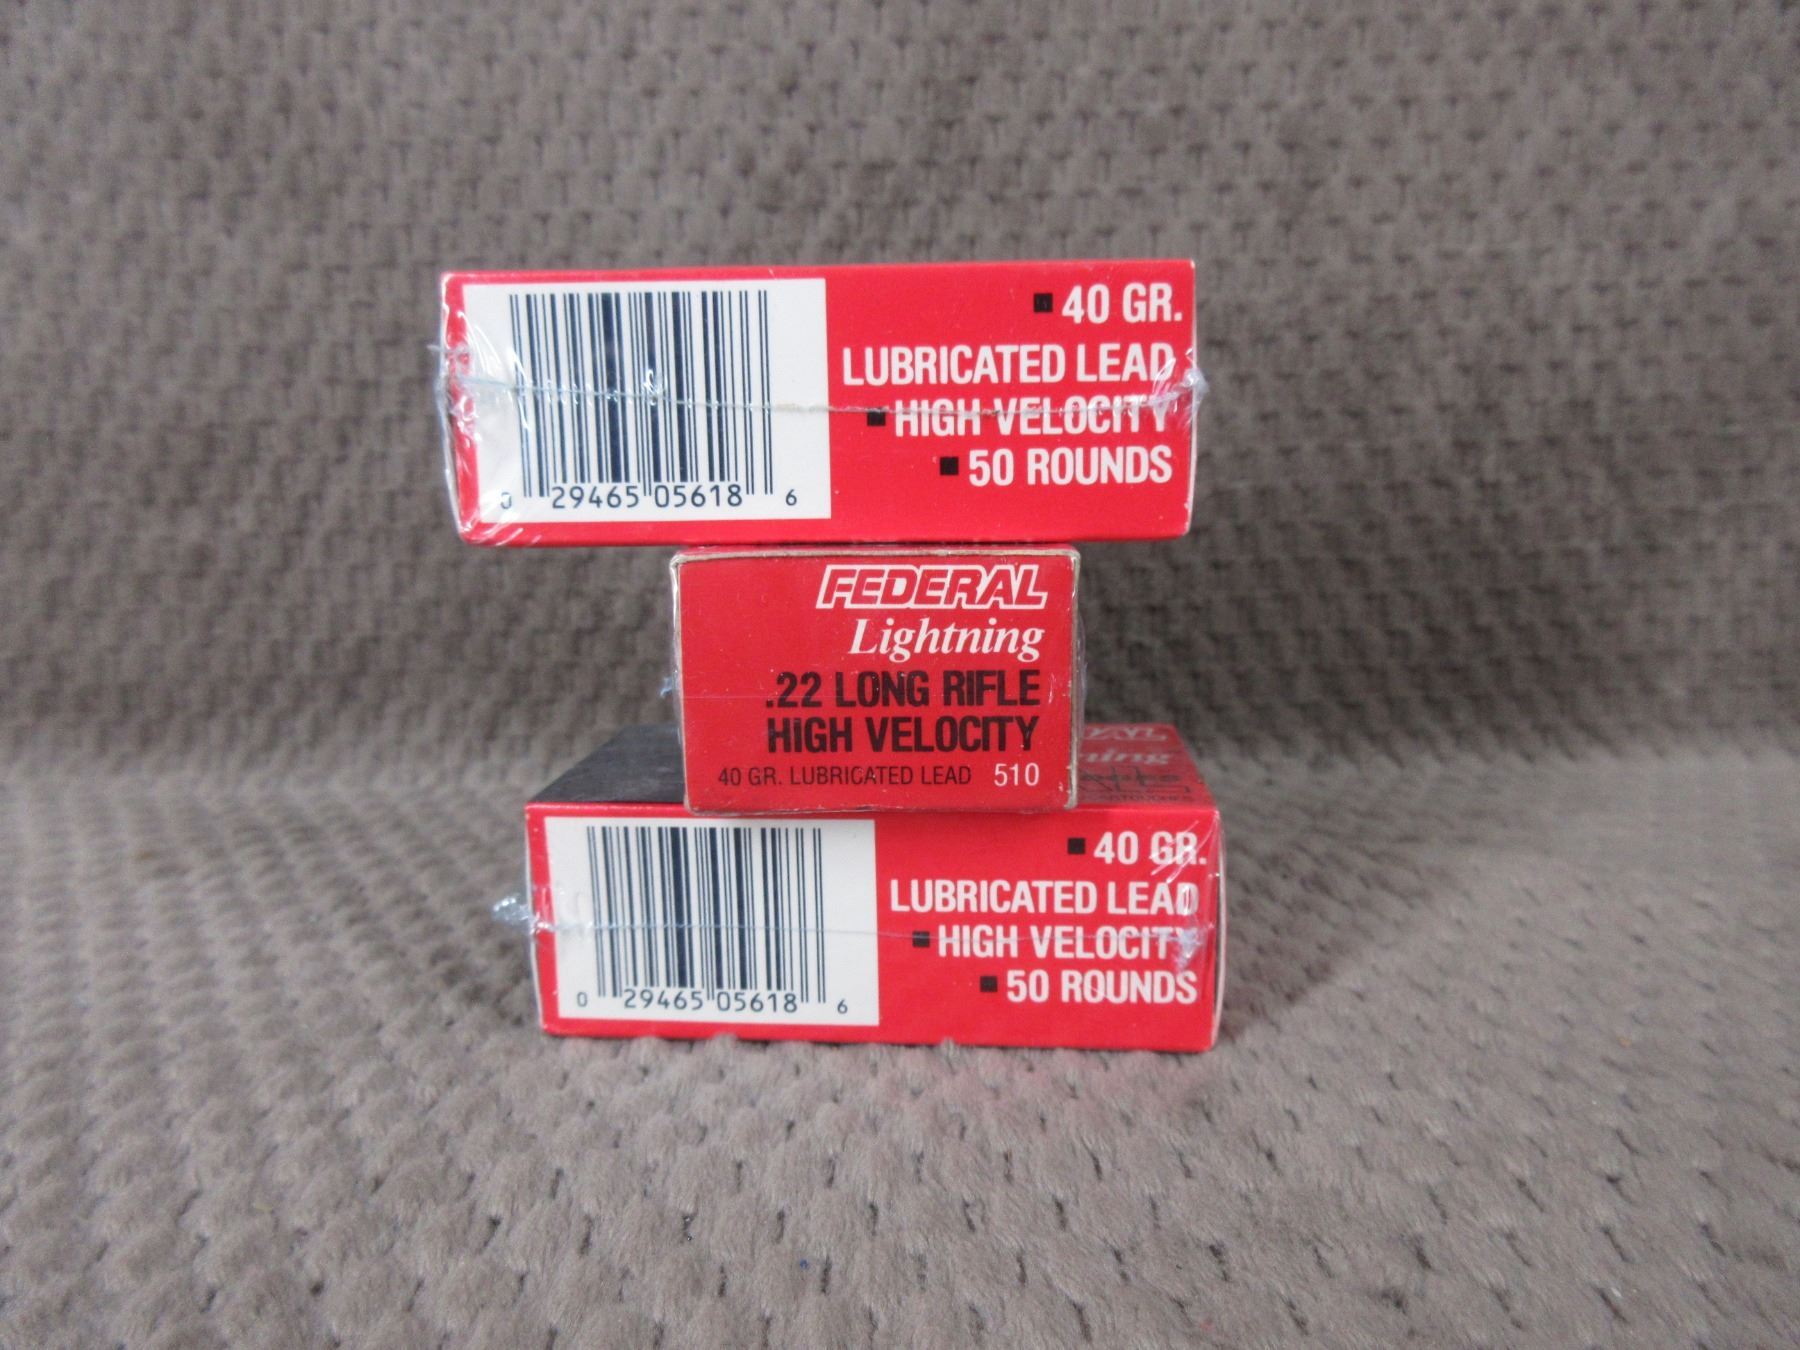 ■ 40 GR.
LUBRICATED LEAD
■ HIGH VELOCITY
■ 50 ROUNDS
0 29465 05618 6
FEDERAL
Lightning
.22 LONG RIFLE
HIGH VELOCITY
40 GR. LUBRICATED LEAD 510
■ 40 GR.
LUBRICATED LEAD
■ HIGH VELOCITY
■ 50 ROUNDS
0 29465 05618 6